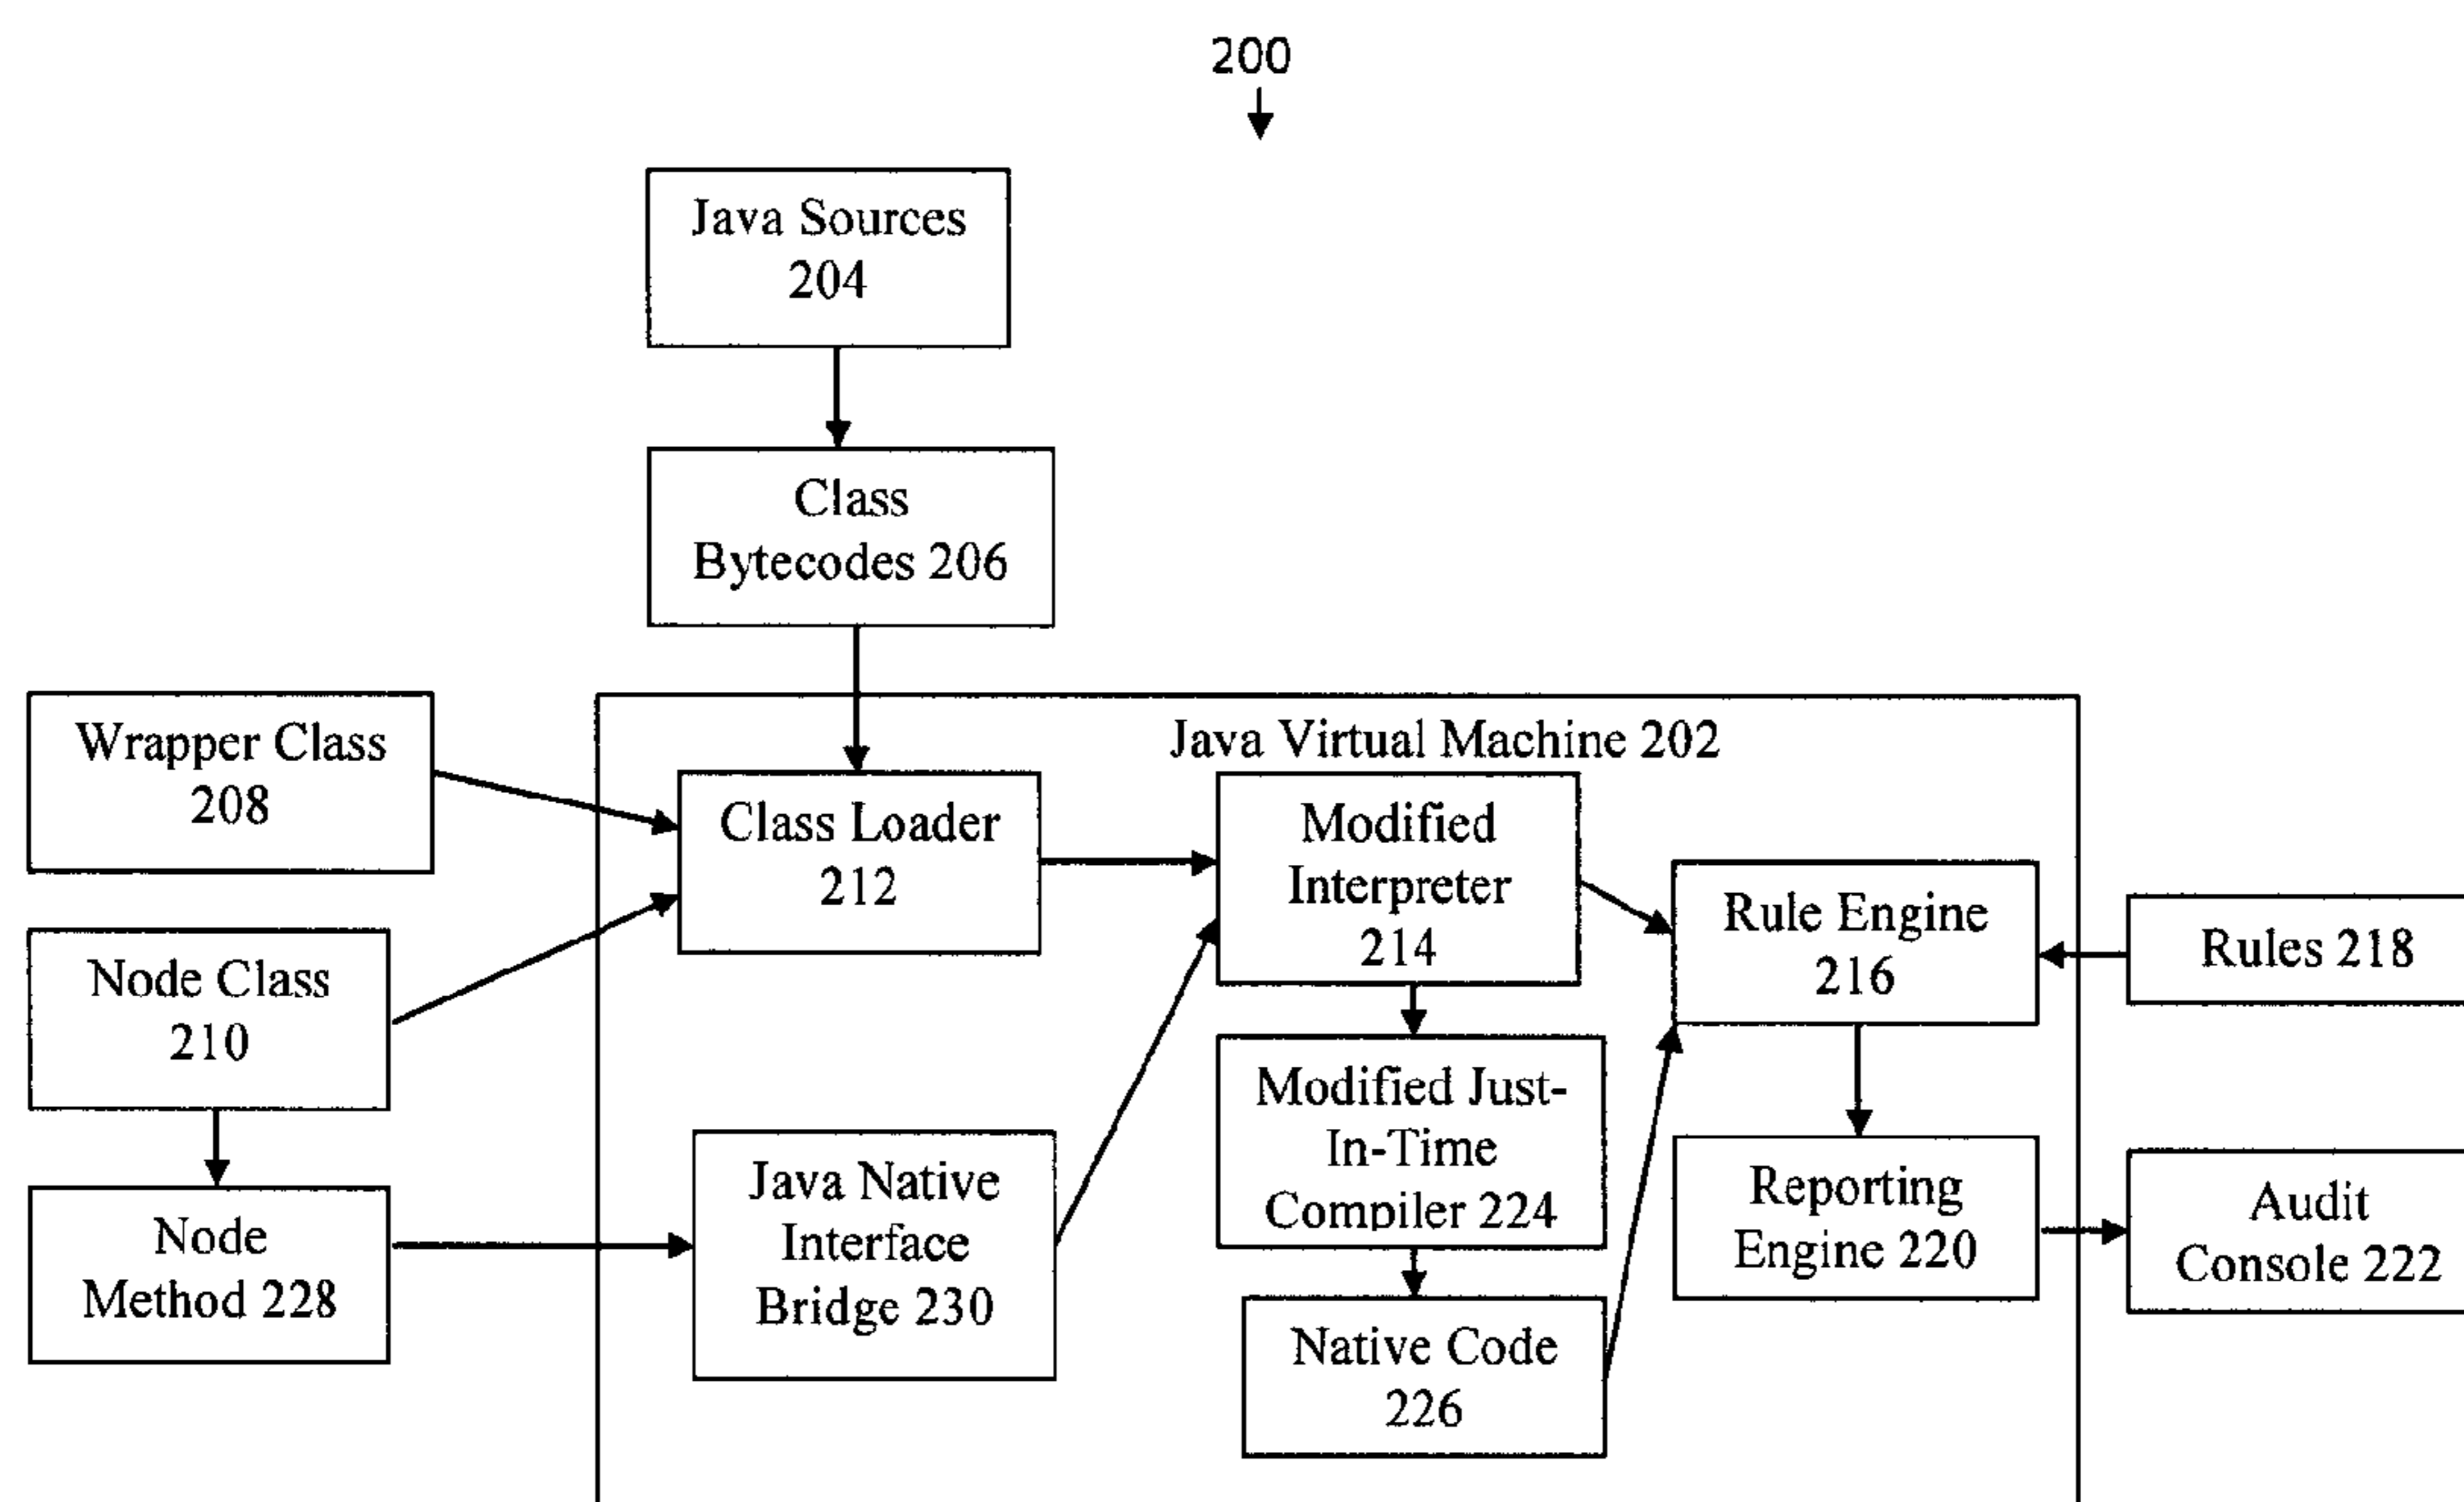 200
Java Sources
204
Class
Bytecodes 206
Wrapper Class
208
Java Virtual Machine 202
Class Loader
212
Modified
Interpreter
214
Rule Engine
216
Rules 218
Node Class
210
Modified Just-
In-Time
Compiler 224
Java Native
Interface
Bridge 230
Reporting
Engine 220
Audit
Console 222
Node
Method 228
Native Code
226